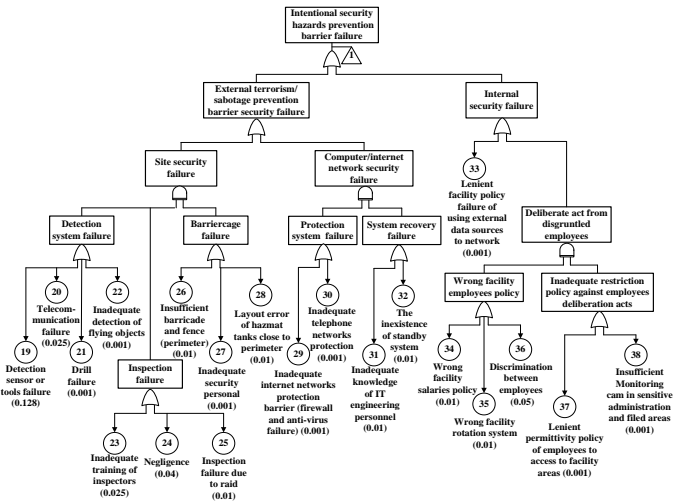 Intentional security
hazards prevention
barrier failure
1
External terrorism/
sabotage prevention
barrier security failure
Internal
security failure
Site security
failure
Computer/internet
network security
failure
33
Lenient
facility policy
failure of
using external
data sources
to network
(0.001)
Deliberate act from
disgruntled
employees
Detection
system failure
Barriercage
failure
Protection
system failure
System recovery
failure
Wrong facility
employees policy
Inadequate restriction
policy against employees
deliberation acts
20
Telecom-
munication
failure
(0.025)
22
Inadequate
detection of
flying objects
(0.001)
26
Insufficient
barricade
and fence
(perimeter)
(0.01)
28
Layout error
of hazmat
tanks close to
perimeter
(0.01)
30
Inadequate
telephone
networks
protection
(0.001)
32
The
inexistence
of standby
system
(0.01)
19
Detection
sensor or
tools failure
(0.128)
21
Drill
failure
(0.001)
27
Inadequate
security
personal
(0.001)
29
Inadequate
internet networks
protection
barrier (firewall
and anti-virus
failure) (0.001)
31
Inadequate
knowledge
of IT
engineering
personnel
(0.01)
34
Wrong
facility
salaries policy
(0.01)
36
Discrimination
between
employees
(0.05)
35
Wrong facility
rotation system
(0.01)
38
Insufficient
Monitoring
cam in sensitive
administration
and filed areas
(0.001)
37
Lenient
permittivity policy
of employees to
access to facility
areas (0.001)
Inspection
failure
23
Inadequate
training of
inspectors
(0.025)
24
Negligence
(0.04)
25
Inspection
failure due
to raid
(0.01)